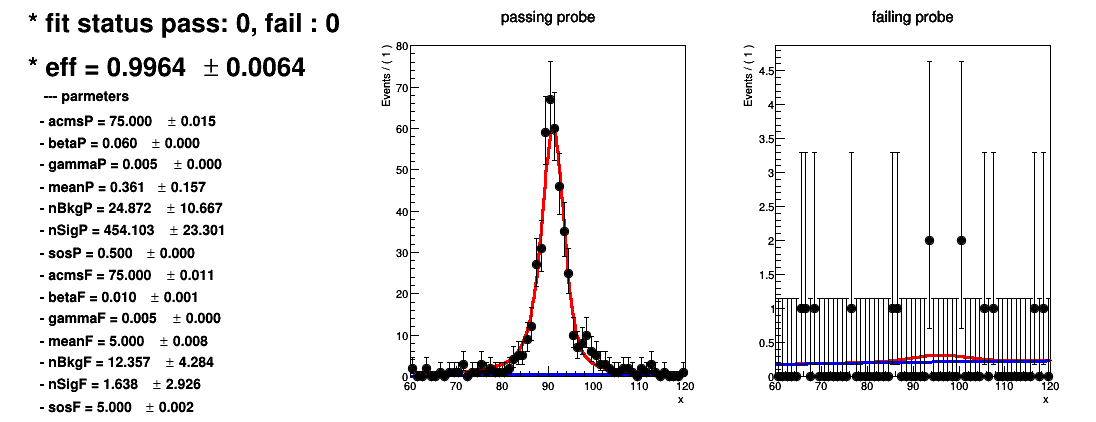 * fit status pass: 0, fail : 0
* eff = 0.9964 ± 0.0064
--- parmeters
- acmsP = 75.000 ± 0.015
- betaP = 0.060 ± 0.000
- gammaP = 0.005 ± 0.000
- meanP = 0.361 ± 0.157
- nBkgP = 24.872 ± 10.667
- nSigP = 454.103 ± 23.301
- sosP = 0.500 ± 0.000
- acmsF = 75.000 ± 0.011
- betaF = 0.010 ± 0.001
- gammaF = 0.005 ± 0.000
- meanF = 5.000 ± 0.008
- nBkgF = 12.357 ± 4.284
- nSigF = 1.638 ± 2.926
- sosF = 5.000 ± 0.002
passing probe
Events / ( 1 )
80
70
60
50
40
30
20
10
0
60 70 80 90 100 110 120
x
failing probe
Events / ( 1 )
4.5
4
3.5
3
2.5
2
1.5
1
0.5
0
60 70 80 90 100 110 120
x